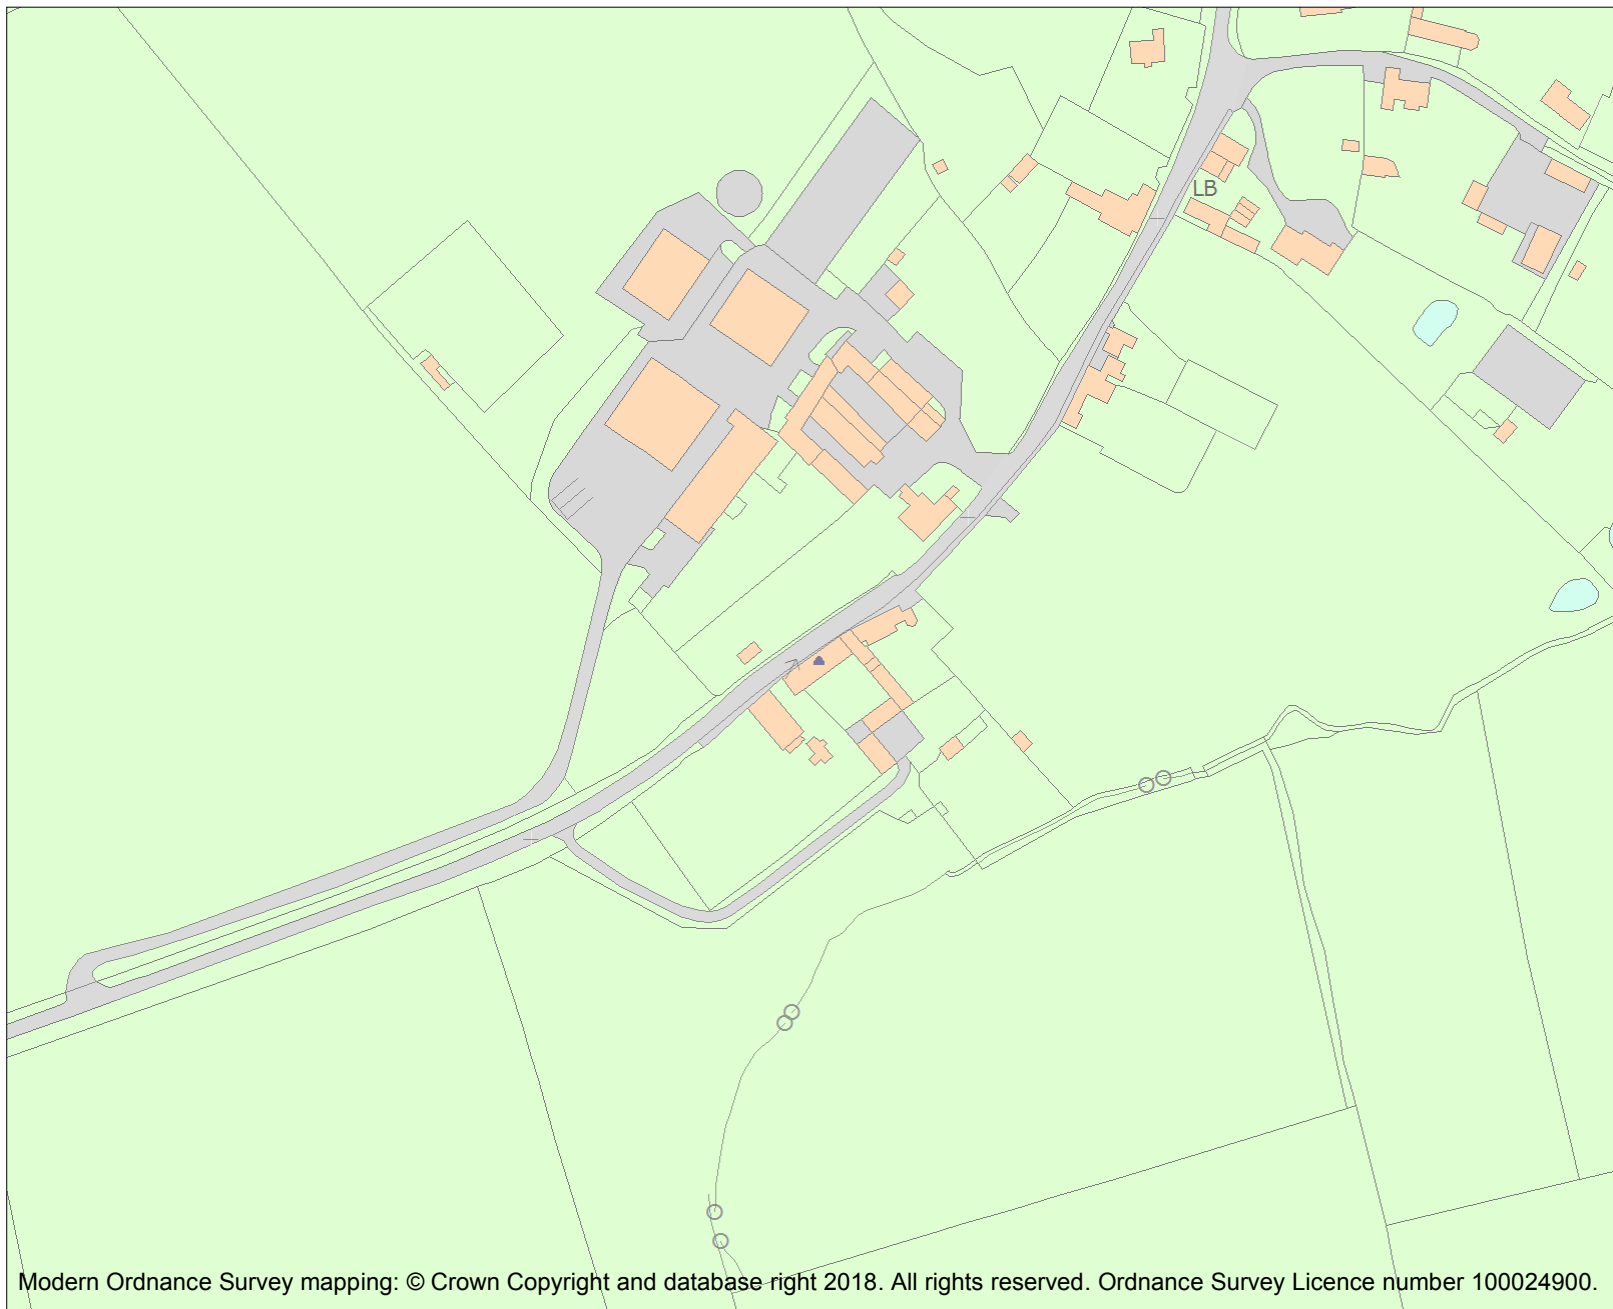 LB
Modern Ordnance Survey mapping: © Crown Copyright and database right 2018. All rights reserved. Ordnance Survey Licence number 100024900.